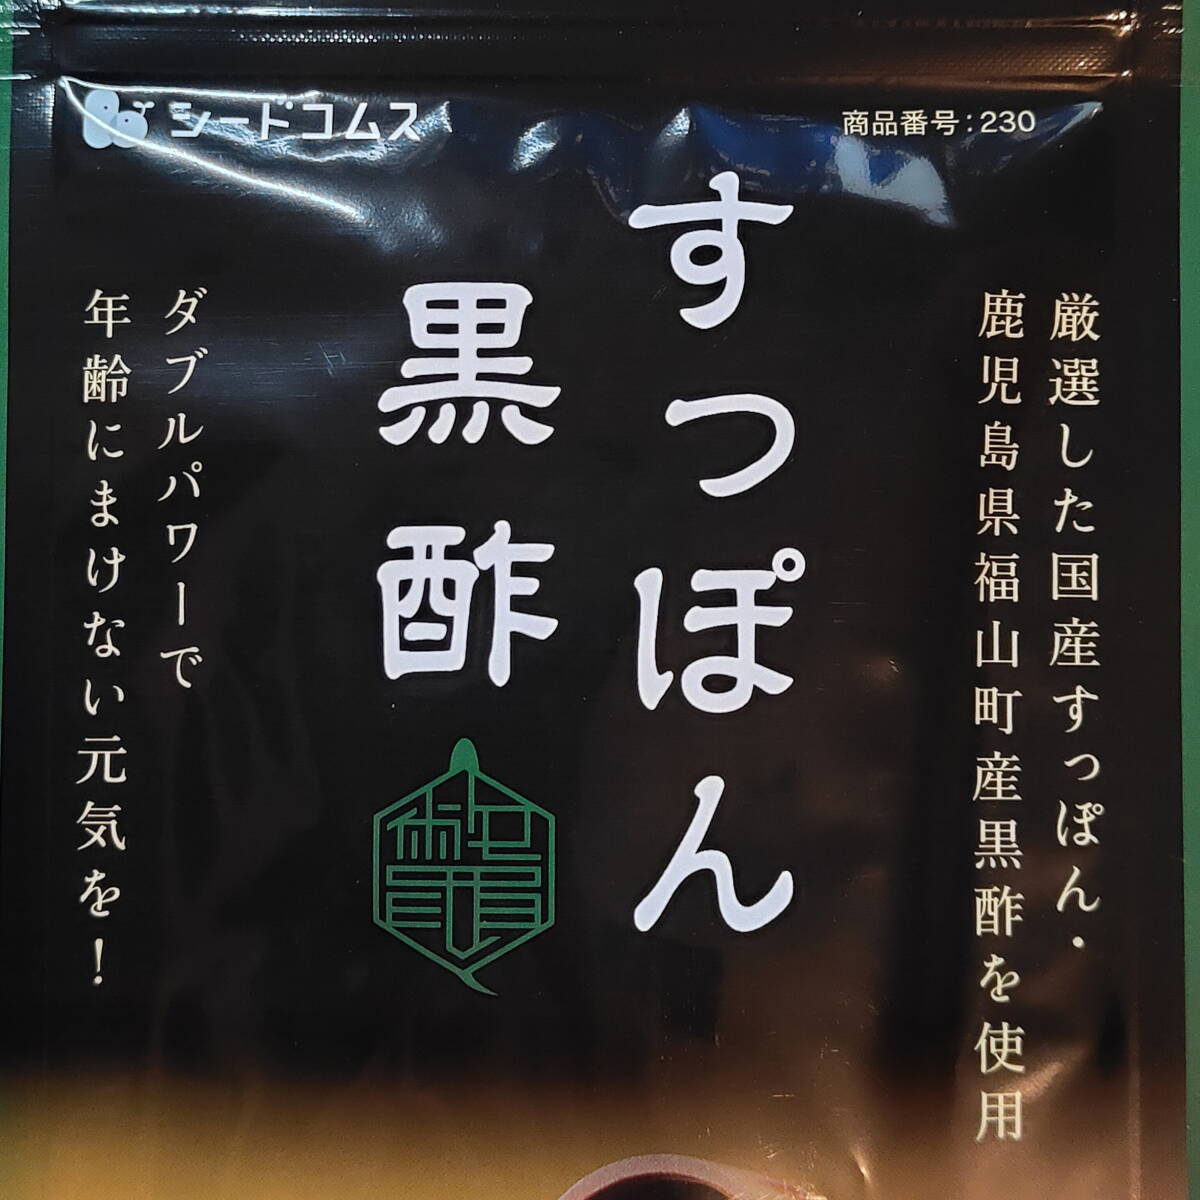 シードコムス
商品番号:230
厳選した国産すっぽん・
鹿児島県福山町産黒酢を使用
すっぽん
黒酢
ダブルパワーで
年齢にまけない元気を!